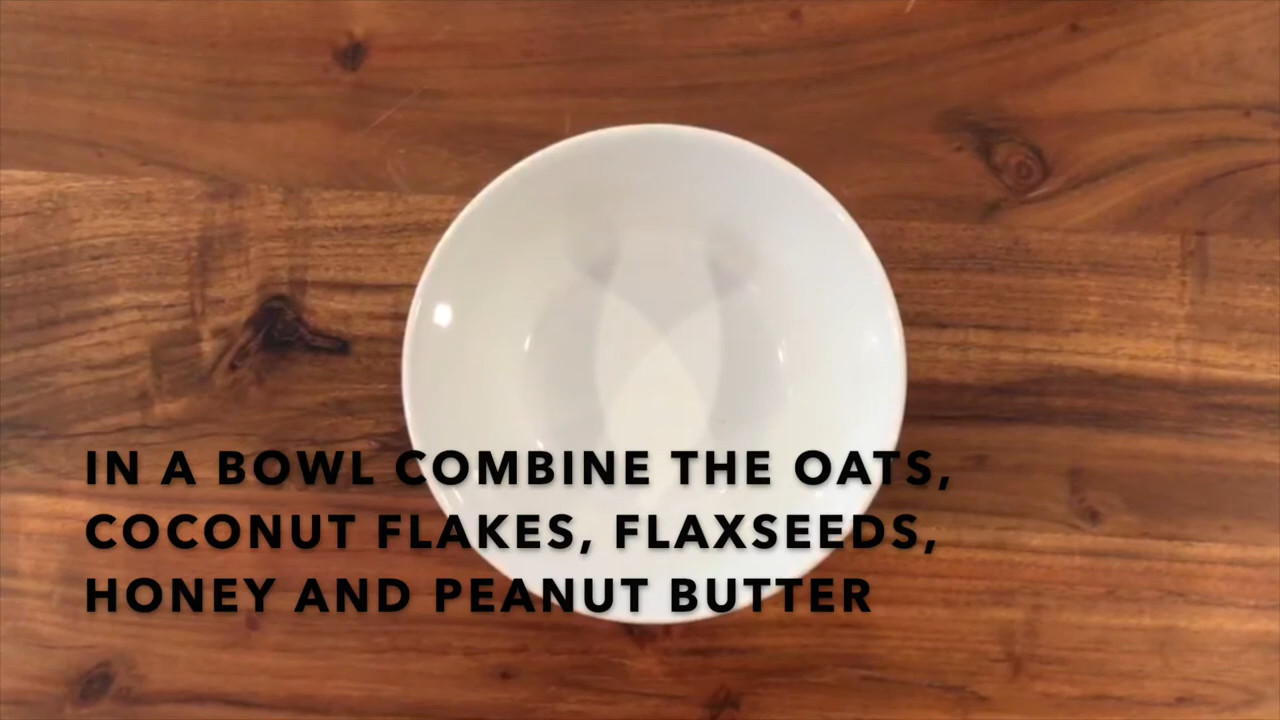 IN A BOWL COMBINE THE OATS,
COCONUT FLAKES, FLAXSEEDS,
HONEY AND PEANUT BUTTER